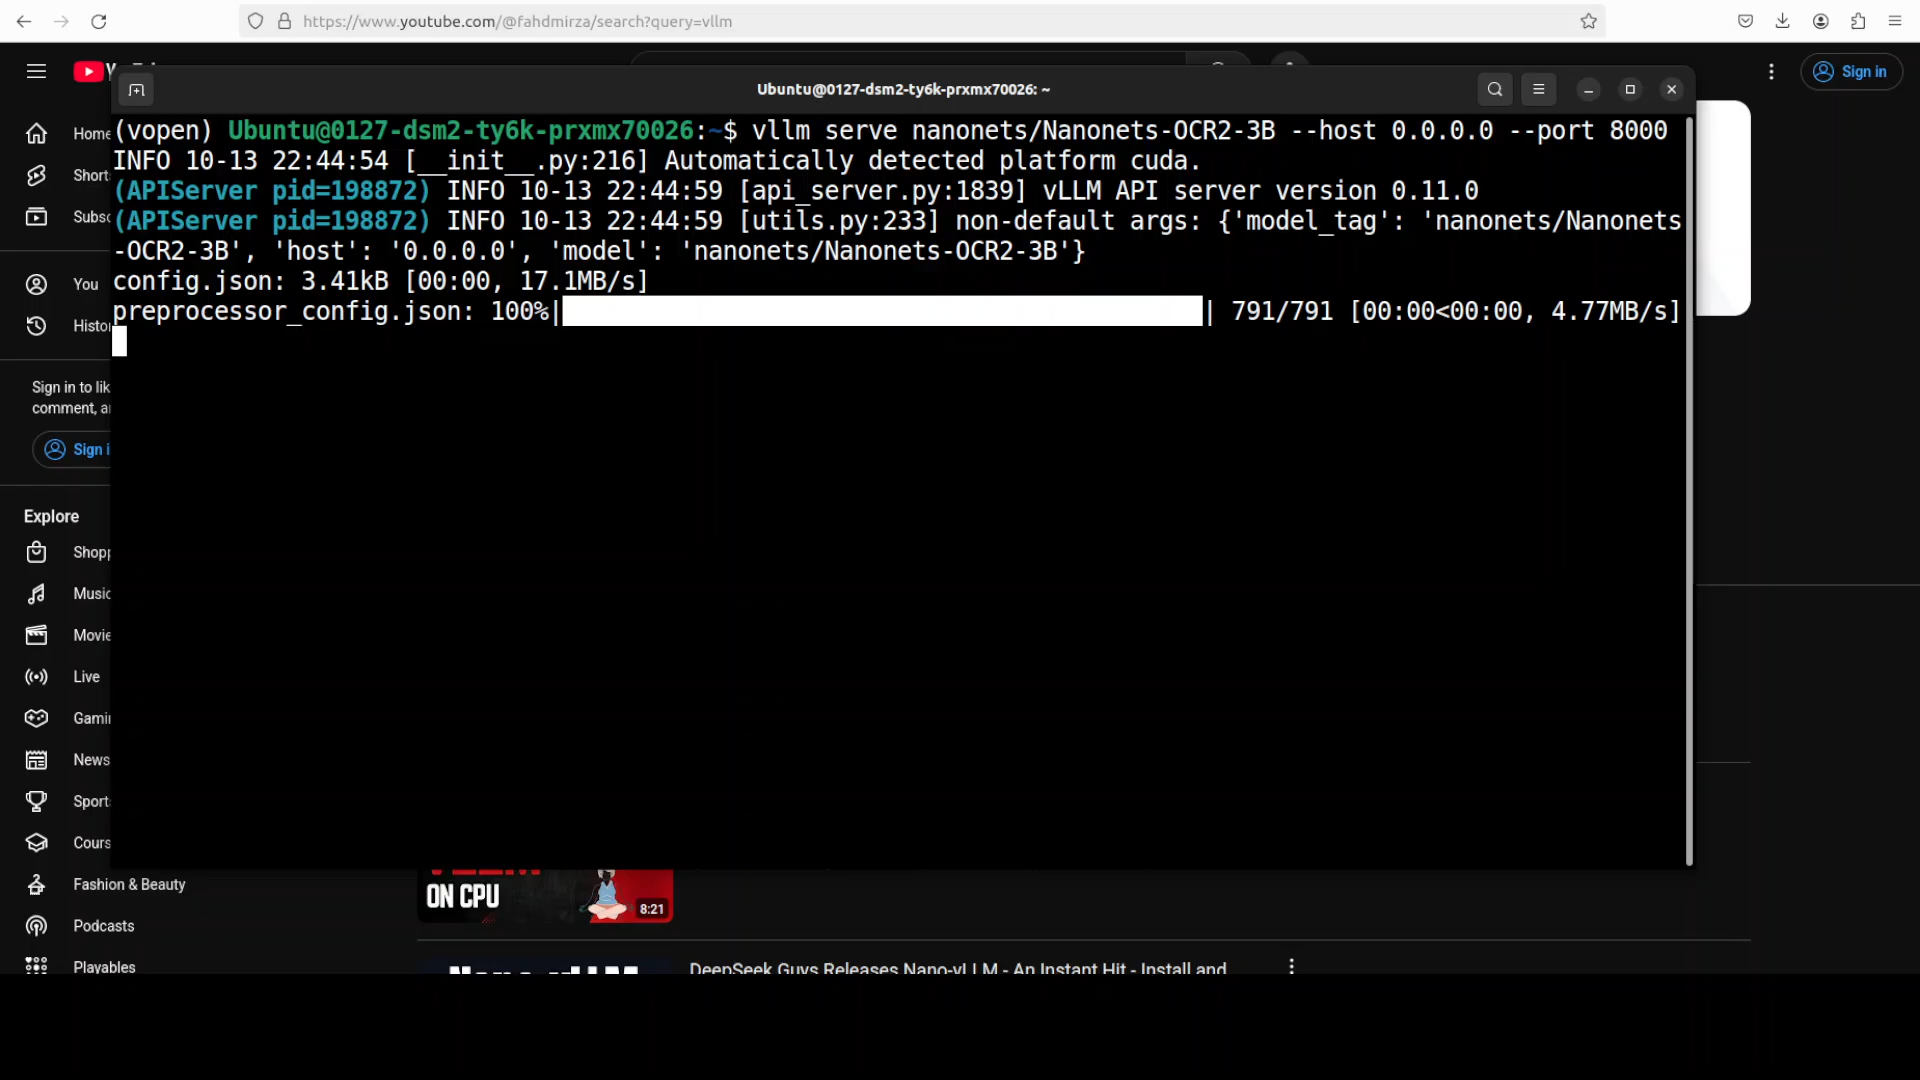 https://www.youtube.com/@fahdmirza/search?query=vllm
Sign in
Ubuntu@0127-dsm2-ty6k-prxmx70026: ~
(vopen) Ubuntu@0127-dsm2-ty6k-prxmx70026:~$ vllm serve nanonets/Nanonets-OCR2-3B --host 0.0.0.0 --port 8000
INFO 10-13 22:44:54 [__init__.py:216] Automatically detected platform cuda.
(APIServer pid=198872) INFO 10-13 22:44:59 [api_server.py:1839] vLLM API server version 0.11.0
(APIServer pid=198872) INFO 10-13 22:44:59 [utils.py:233] non-default args: {'model_tag': 'nanonets/Nanonets
-OCR2-3B', 'host': '0.0.0.0', 'model': 'nanonets/Nanonets-OCR2-3B'}
config.json: 3.41kB [00:00, 17.1MB/s]
preprocessor_config.json: 100%| | 791/791 [00:00<00:00, 4.77MB/s]
Home
Short
Subsc
You
Histo
Sign in to lik
comment, a
Sign i
Explore
Shopp
Music
Movie
Live
Gami
News
Sport
Cours
Fashion & Beauty
Podcasts
Playables
ON CPU
8:21
DeepSeek Guys Releases Nano-vLLM - An Instant Hit - Install and